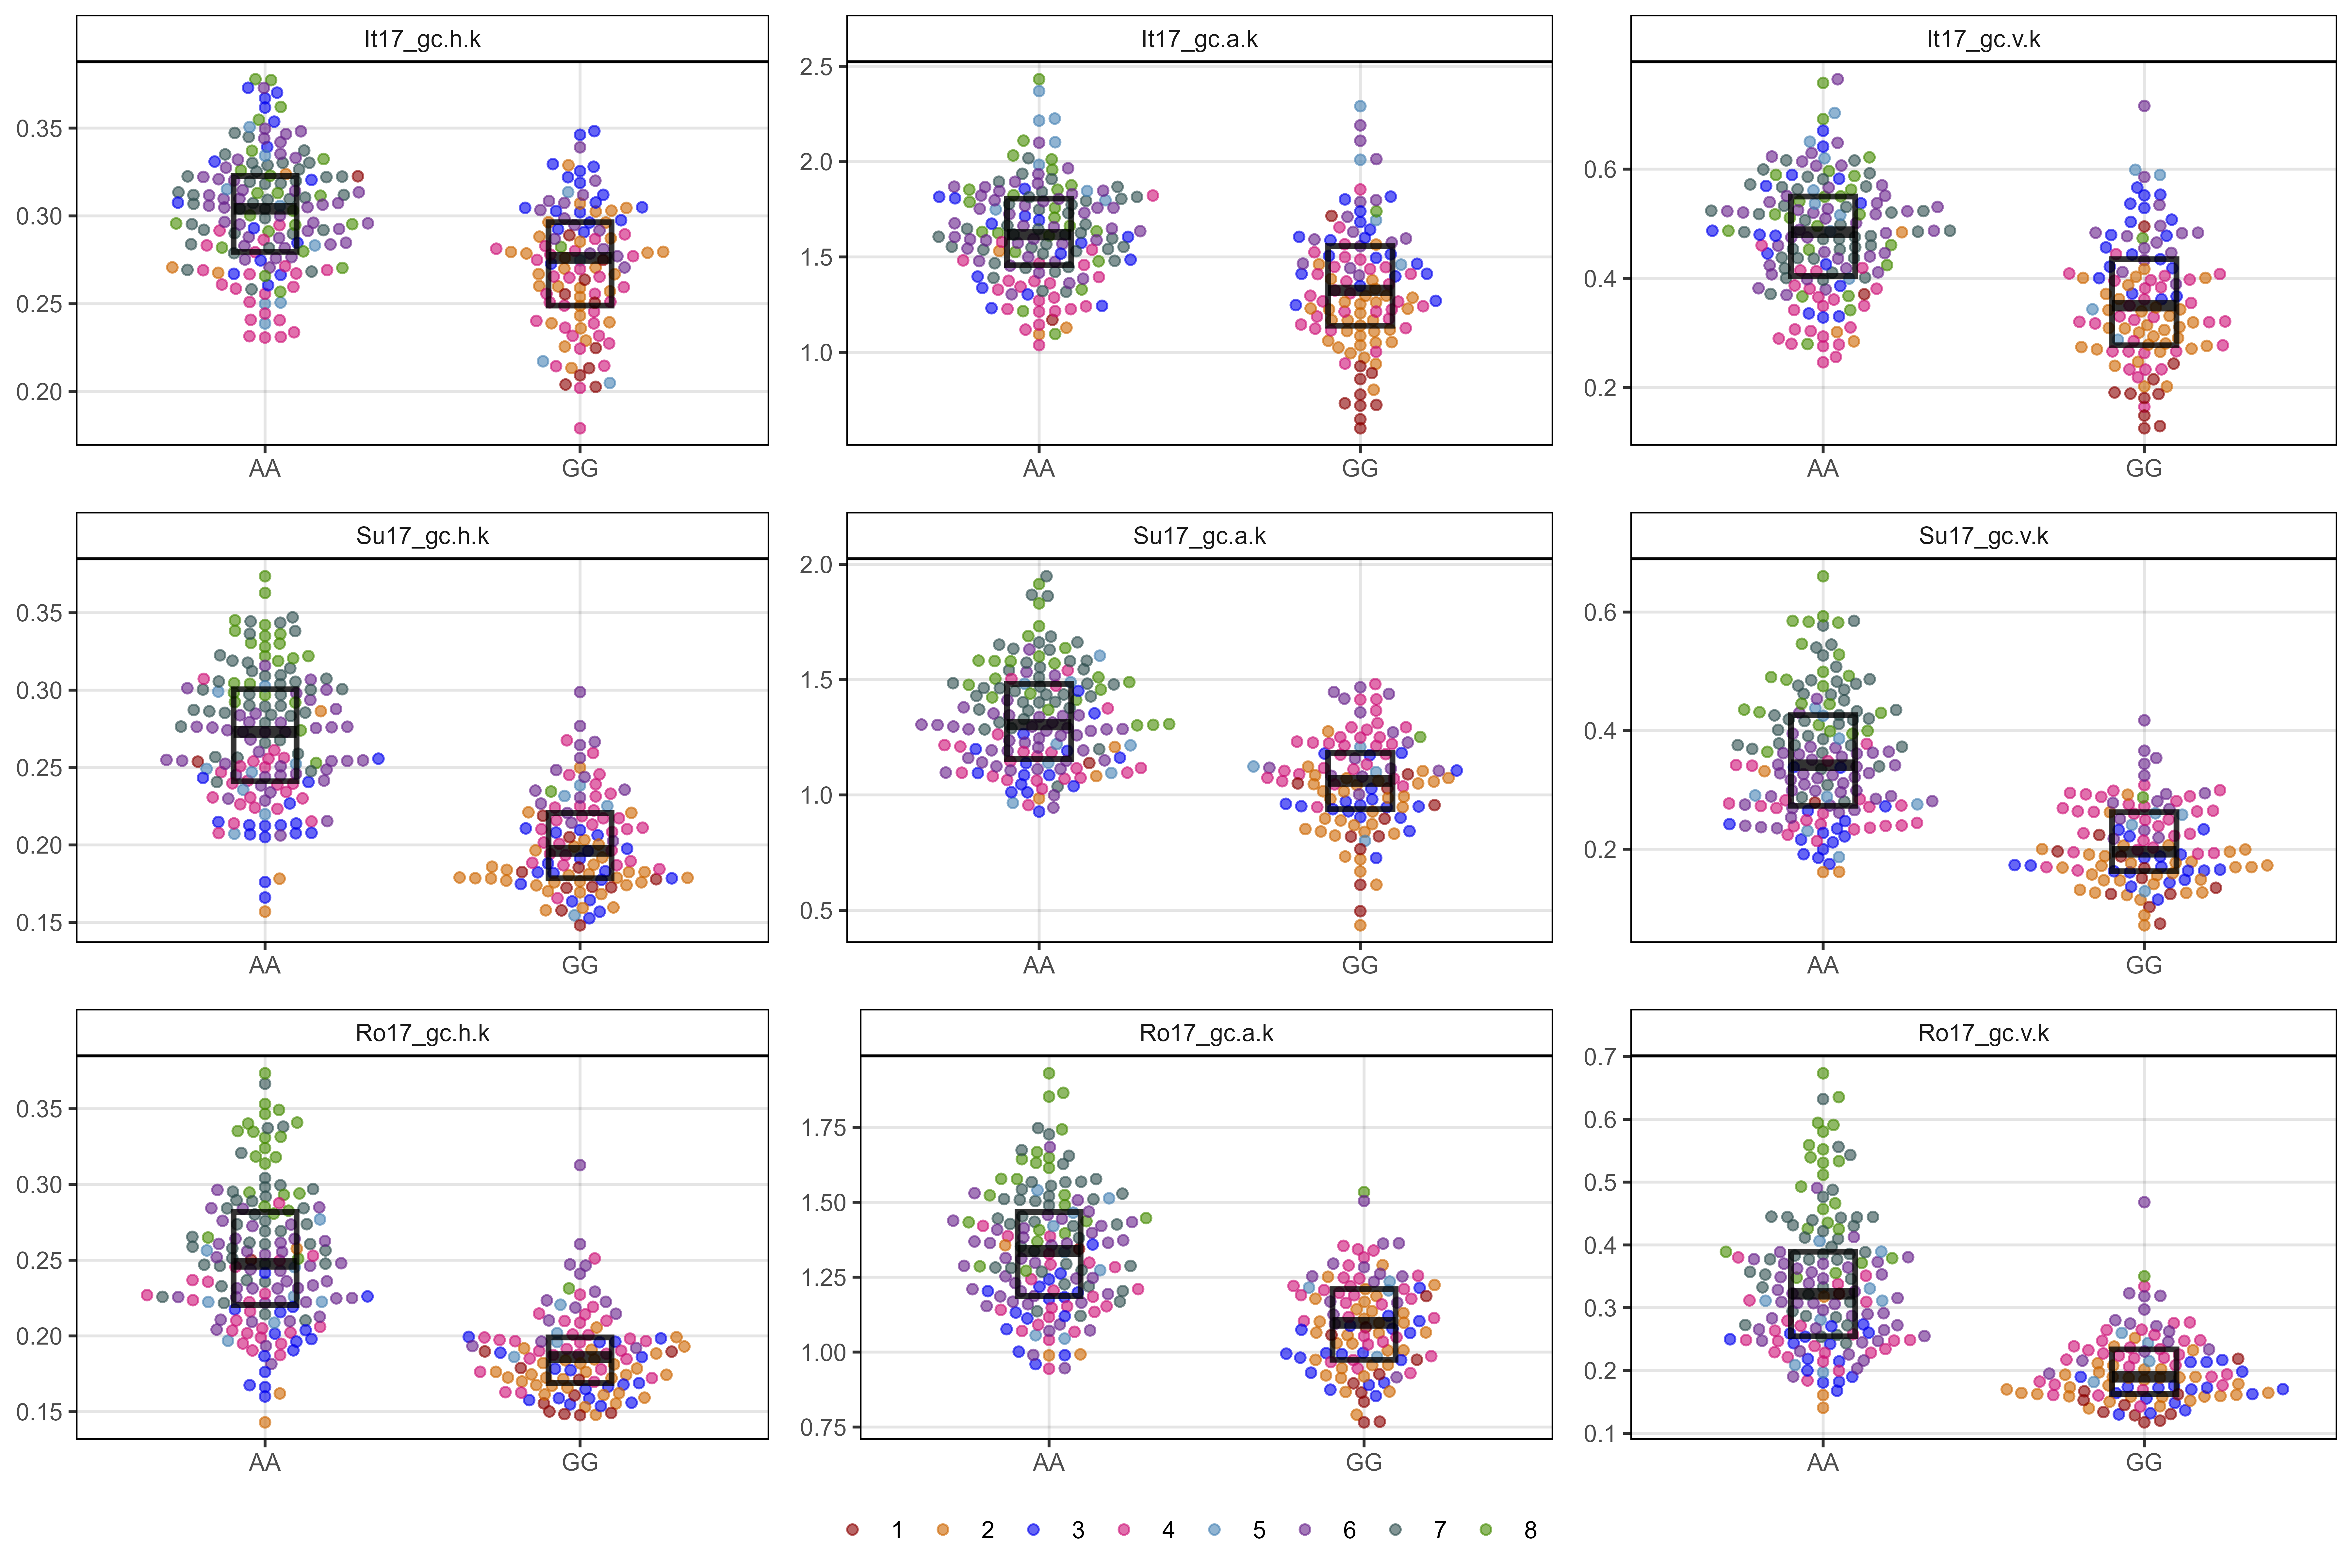 It17_gc.h.k
It17_gc.a.k
It17_gc.v.k
0.35
0.30
0.25
0.20
AA
GG
2.5
2.0
1.5
1.0
AA
GG
0.6
0.4
0.2
AA
GG
Su17_gc.h.k
Su17_gc.a.k
Su17_gc.v.k
0.35
0.30
0.25
0.20
0.15
AA
GG
2.0
1.5
1.0
0.5
AA
GG
0.6
0.4
0.2
AA
GG
Ro17_gc.h.k
Ro17_gc.a.k
Ro17_gc.v.k
0.35
0.30
0.25
0.20
0.15
AA
GG
1.75
1.50
1.25
1.00
0.75
AA
GG
0.7
0.6
0.5
0.4
0.3
0.2
0.1
AA
GG
1 2 3 4 5 6 7 8